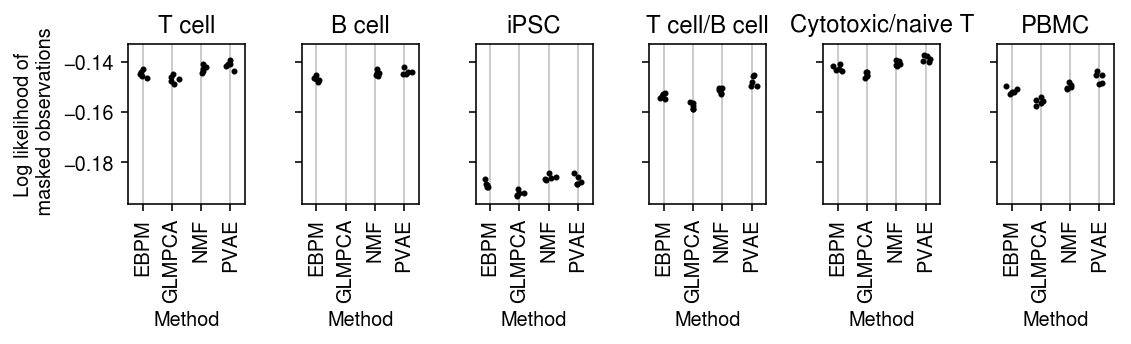 T cell
B cell
iPSC
T cell/B cell
Cytotoxic/naive T
PBMC
Log likelihood of
masked observations
−0.14
−0.16
−0.18
EBPM
GLMPCA
NMF
PVAE
Method
EBPM
GLMPCA
NMF
PVAE
Method
EBPM
GLMPCA
NMF
PVAE
Method
EBPM
GLMPCA
NMF
PVAE
Method
EBPM
GLMPCA
NMF
PVAE
Method
EBPM
GLMPCA
NMF
PVAE
Method